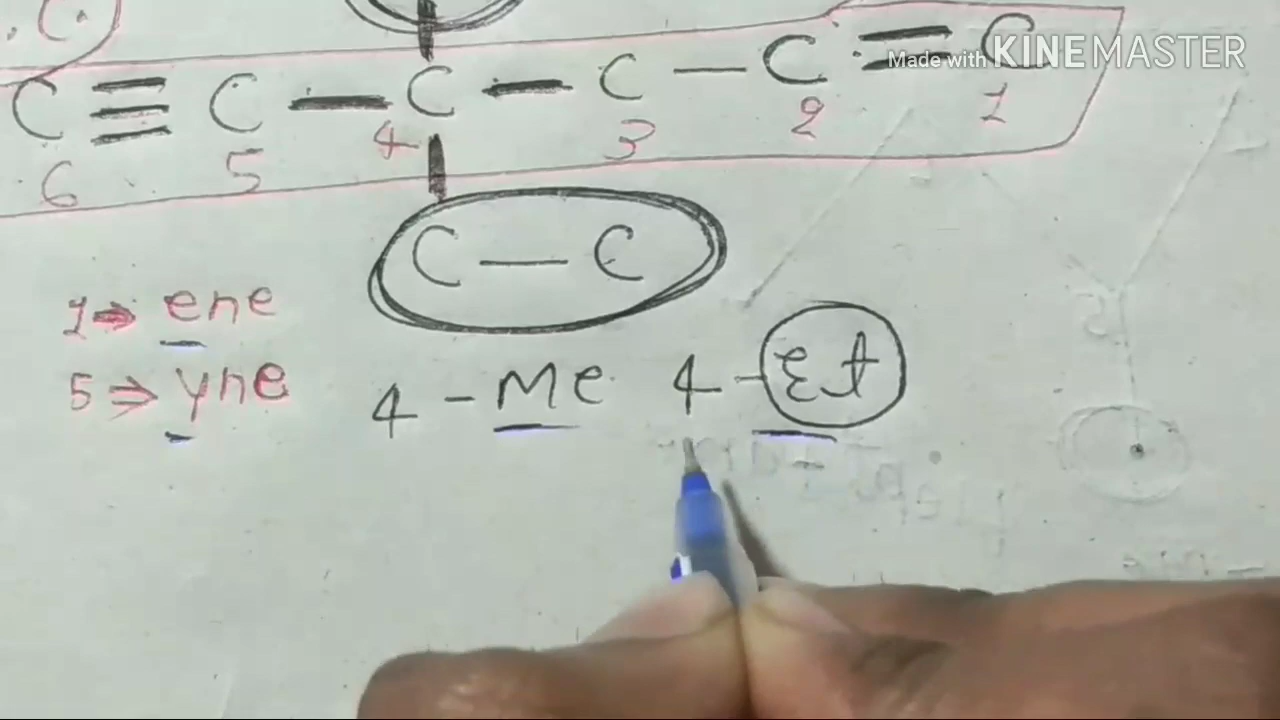 C
Made with KINEMASTER
C ≡ C — C — C — C = C
6 5 4 3 2 1
C — C
1 ⇒ ene
5 ⇒ yne
4 - Me 4 - Et